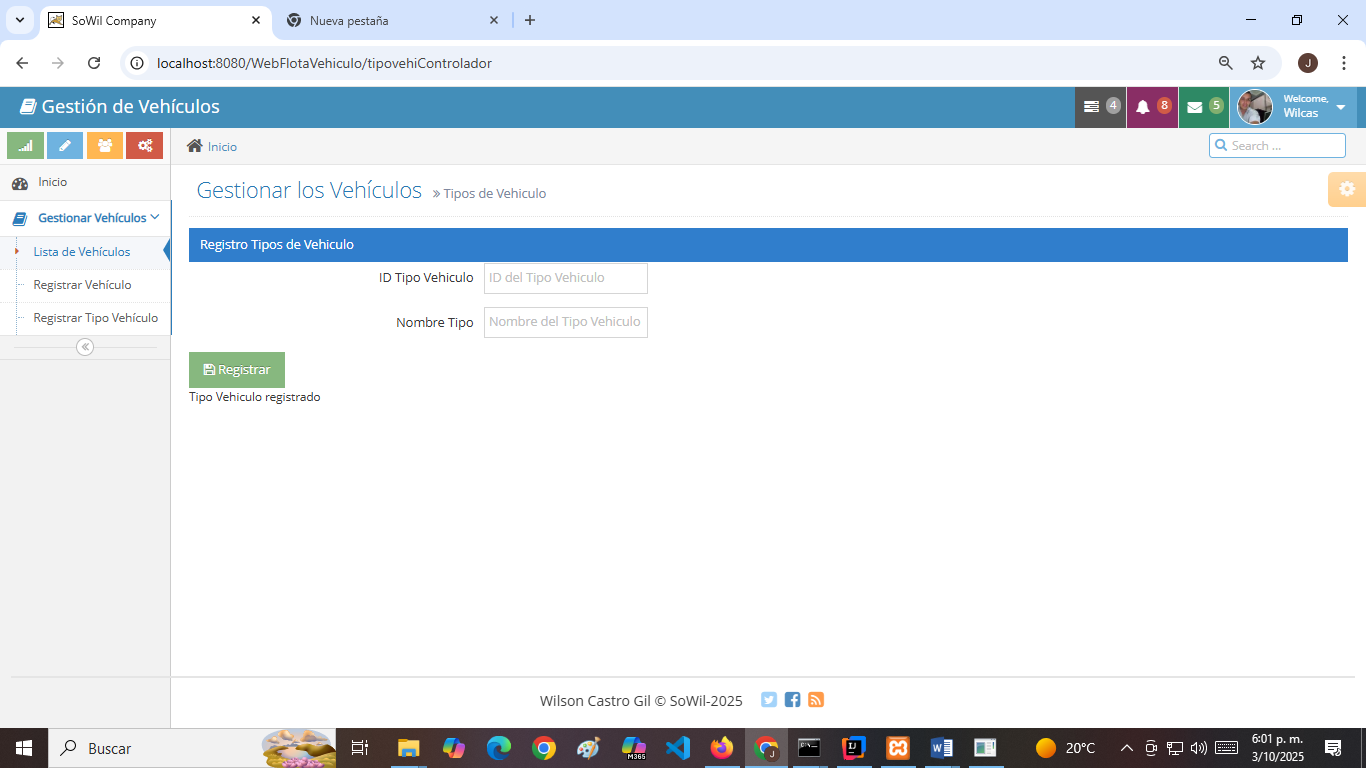 SoWil Company
Nueva pestaña
localhost:8080/WebFlotaVehiculo/tipovehiControlador
J
Gestión de Vehículos
4
8
5
Welcome,
Wilcas
Inicio
Search ...
Inicio
Gestionar Vehículos
Lista de Vehículos
Registrar Vehículo
Registrar Tipo Vehículo
Gestionar los Vehículos » Tipos de Vehiculo
Registro Tipos de Vehiculo
ID Tipo Vehiculo
ID del Tipo Vehiculo
Nombre Tipo
Nombre del Tipo Vehiculo
Registrar
Tipo Vehiculo registrado
Wilson Castro Gil © SoWil-2025
Buscar
M365
J
20°C
6:01 p. m.
3/10/2025